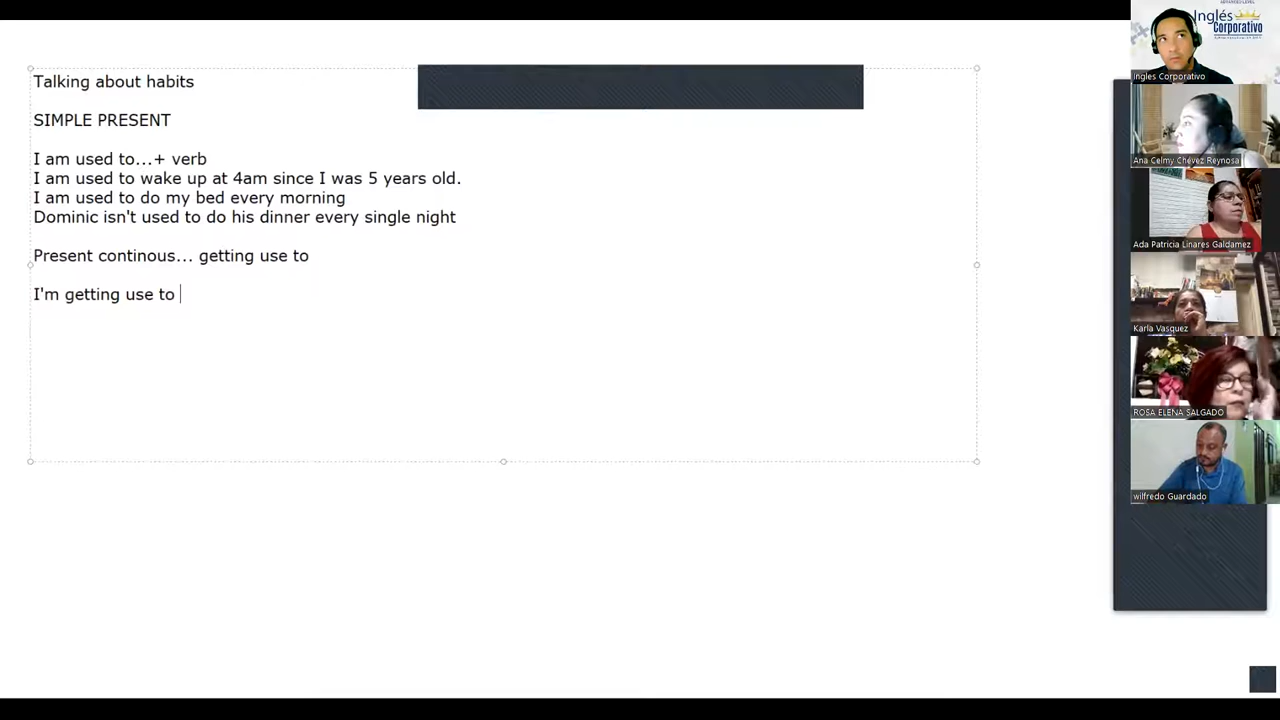 Talking about habits
SIMPLE PRESENT
I am used to...+ verb
I am used to wake up at 4am since I was 5 years old.
I am used to do my bed every morning
Dominic isn't used to do his dinner every single night
Present continous... getting use to
I'm getting use to
Inglés
Corporativo
Ingles Corporativo
Ana Celmy Chévez Reynosa
Ada Patricia Linares Galdamez
Karla Vasquez
ROSA ELENA SALGADO
wilfredo Guardado